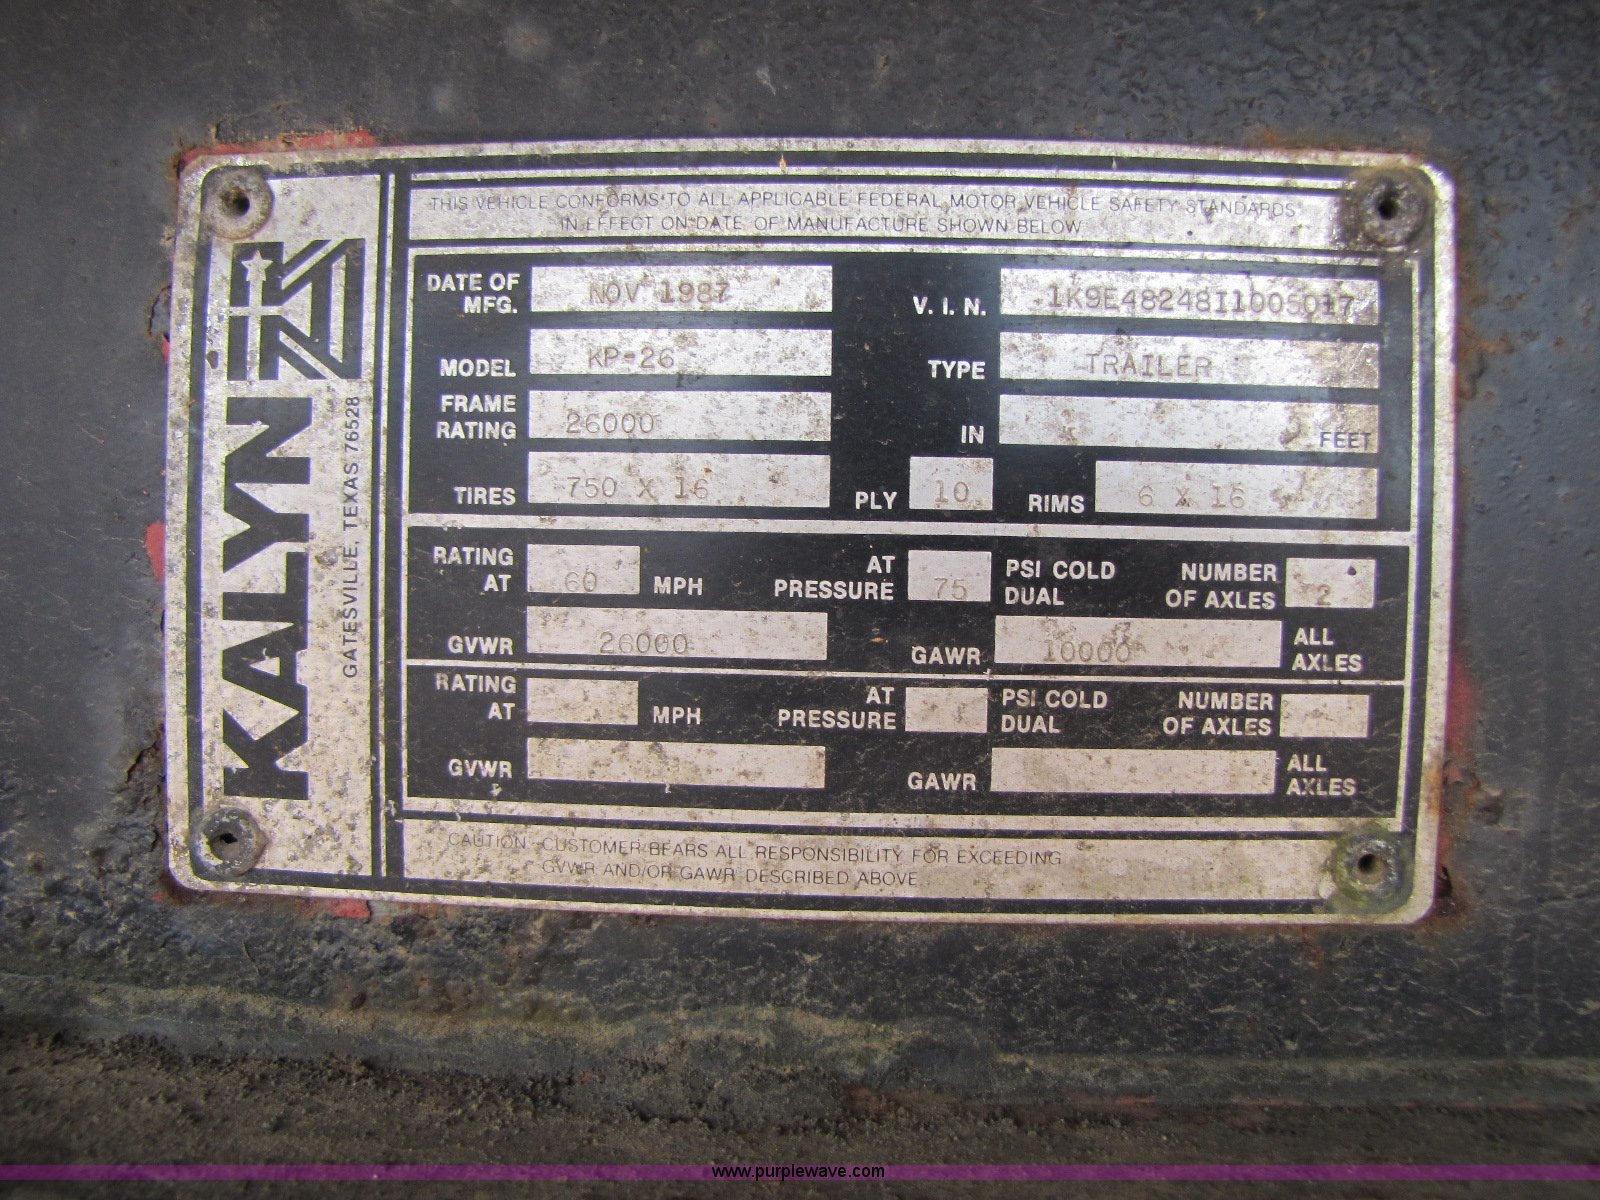 THIS VEHICLE CONFORMS TO ALL APPLICABLE FEDERAL MOTOR VEHICLE SAFETY STANDARDS
IN EFFECT ON DATE OF MANUFACTURE SHOWN BELOW
DATE OF MFG. NOV 1987 V. I. N. 1K9E48248I1005017
MODEL KP-26 TYPE TRAILER
FRAME RATING 26000 IN FEET
TIRES 750 X 16 PLY 10 RIMS 6 X 16
RATING AT 60 MPH AT PRESSURE 75 PSI COLD DUAL NUMBER OF AXLES 2
GVWR 26000 GAWR 10000 ALL AXLES
RATING AT MPH AT PRESSURE PSI COLD DUAL NUMBER OF AXLES
GVWR GAWR ALL AXLES
CAUTION: CUSTOMER BEARS ALL RESPONSIBILITY FOR EXCEEDING
GVWR AND/OR GAWR DESCRIBED ABOVE.
KALYN
GATESVILLE, TEXAS 76528
www.purplewave.com